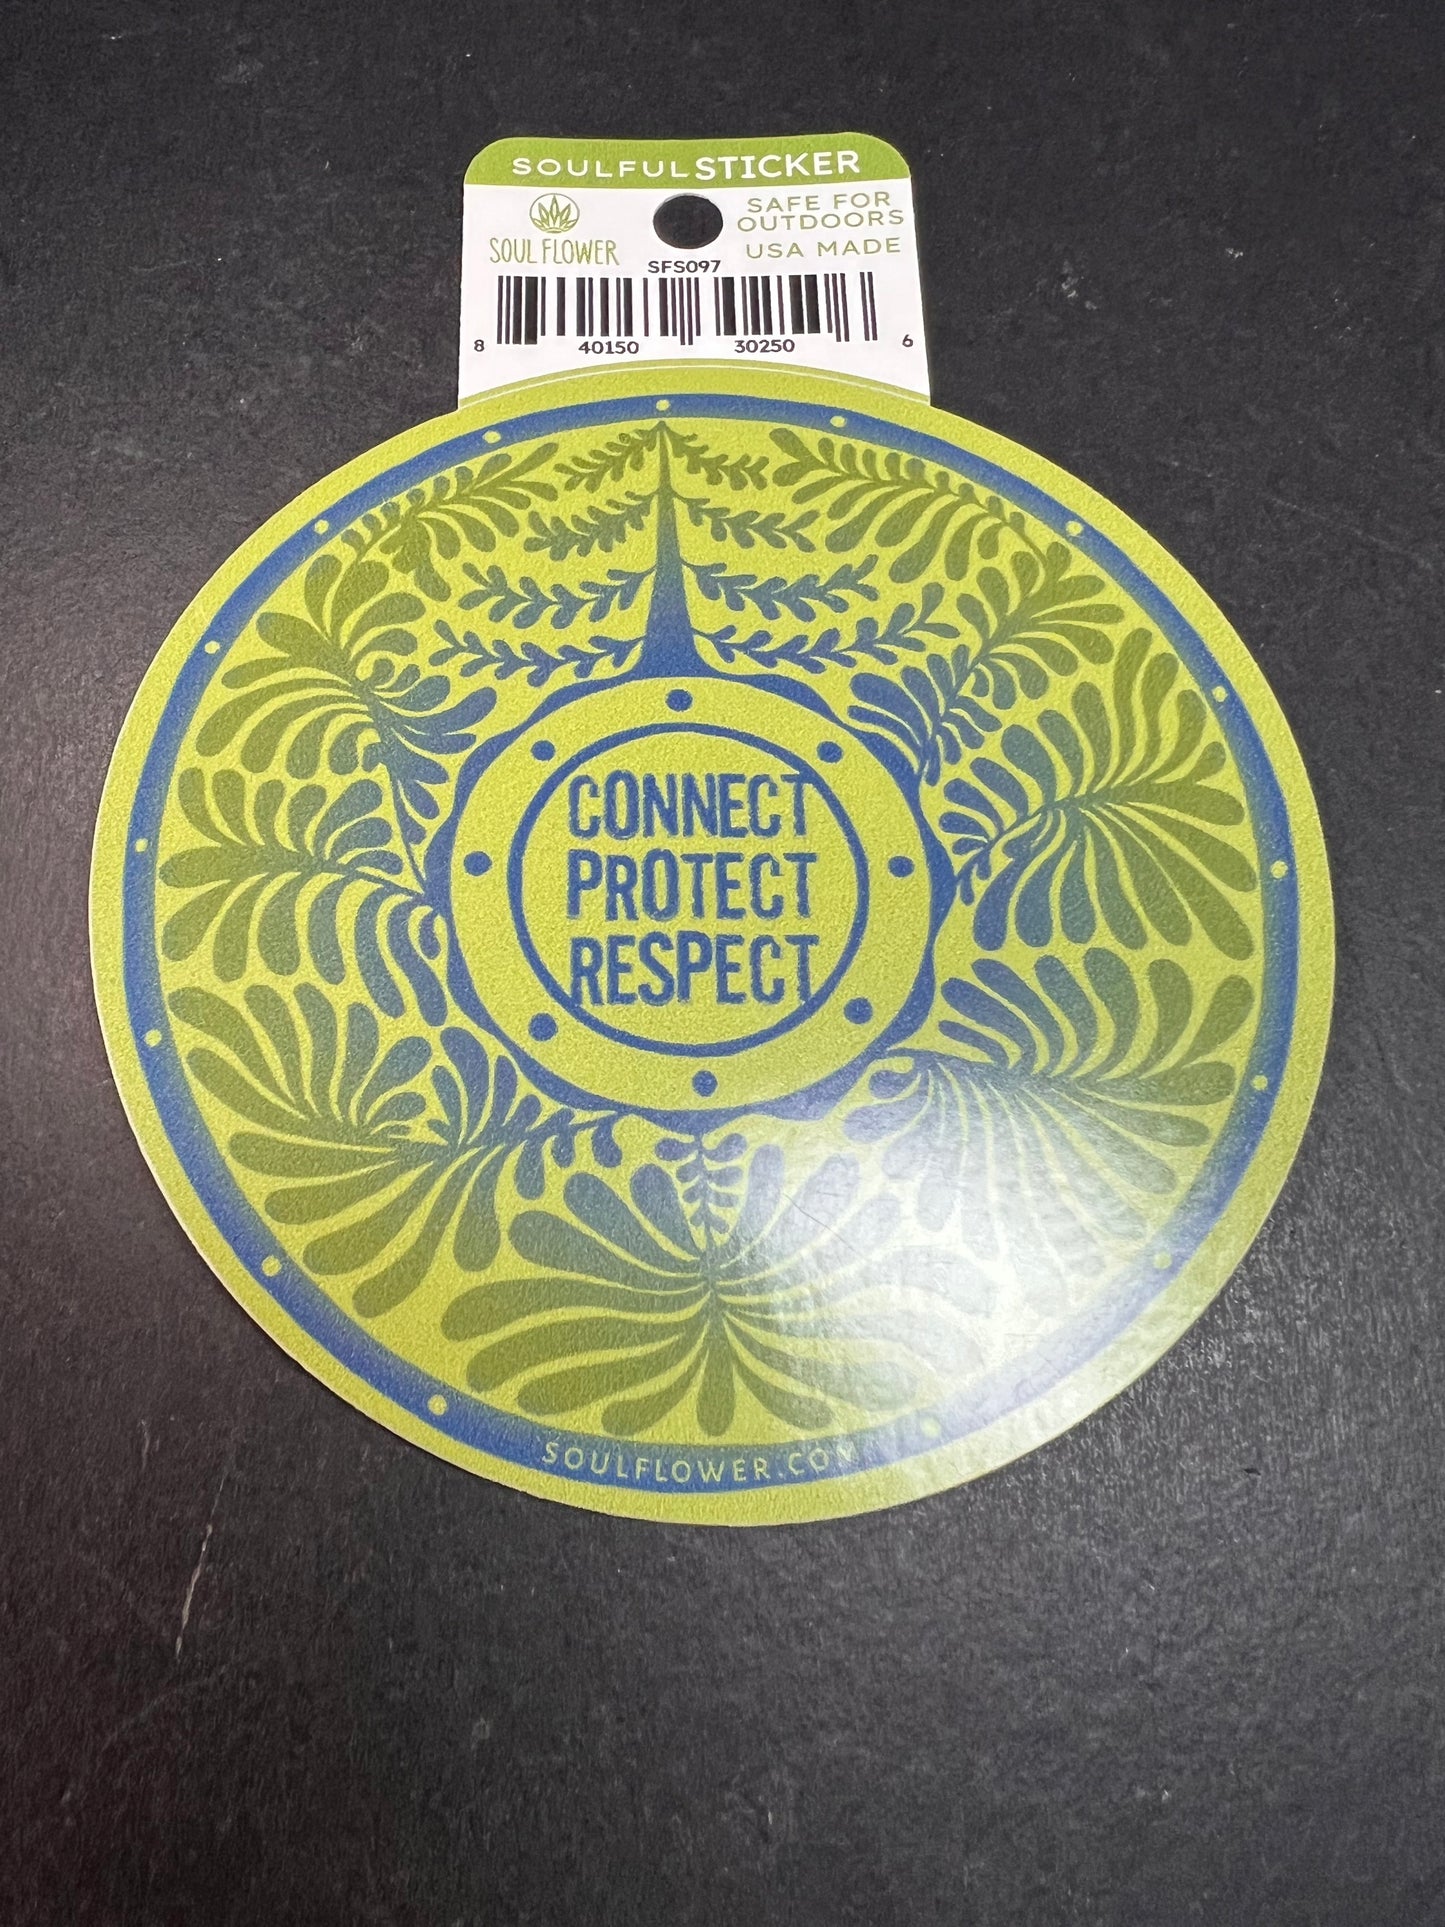 SOULFULSTICKER
SOUL FLOWER
SAFE FOR
OUTDOORS
USA MADE
SFS097
8 40150 30250 6
CONNECT
PROTECT
RESPECT
SOULFLOWER.COM